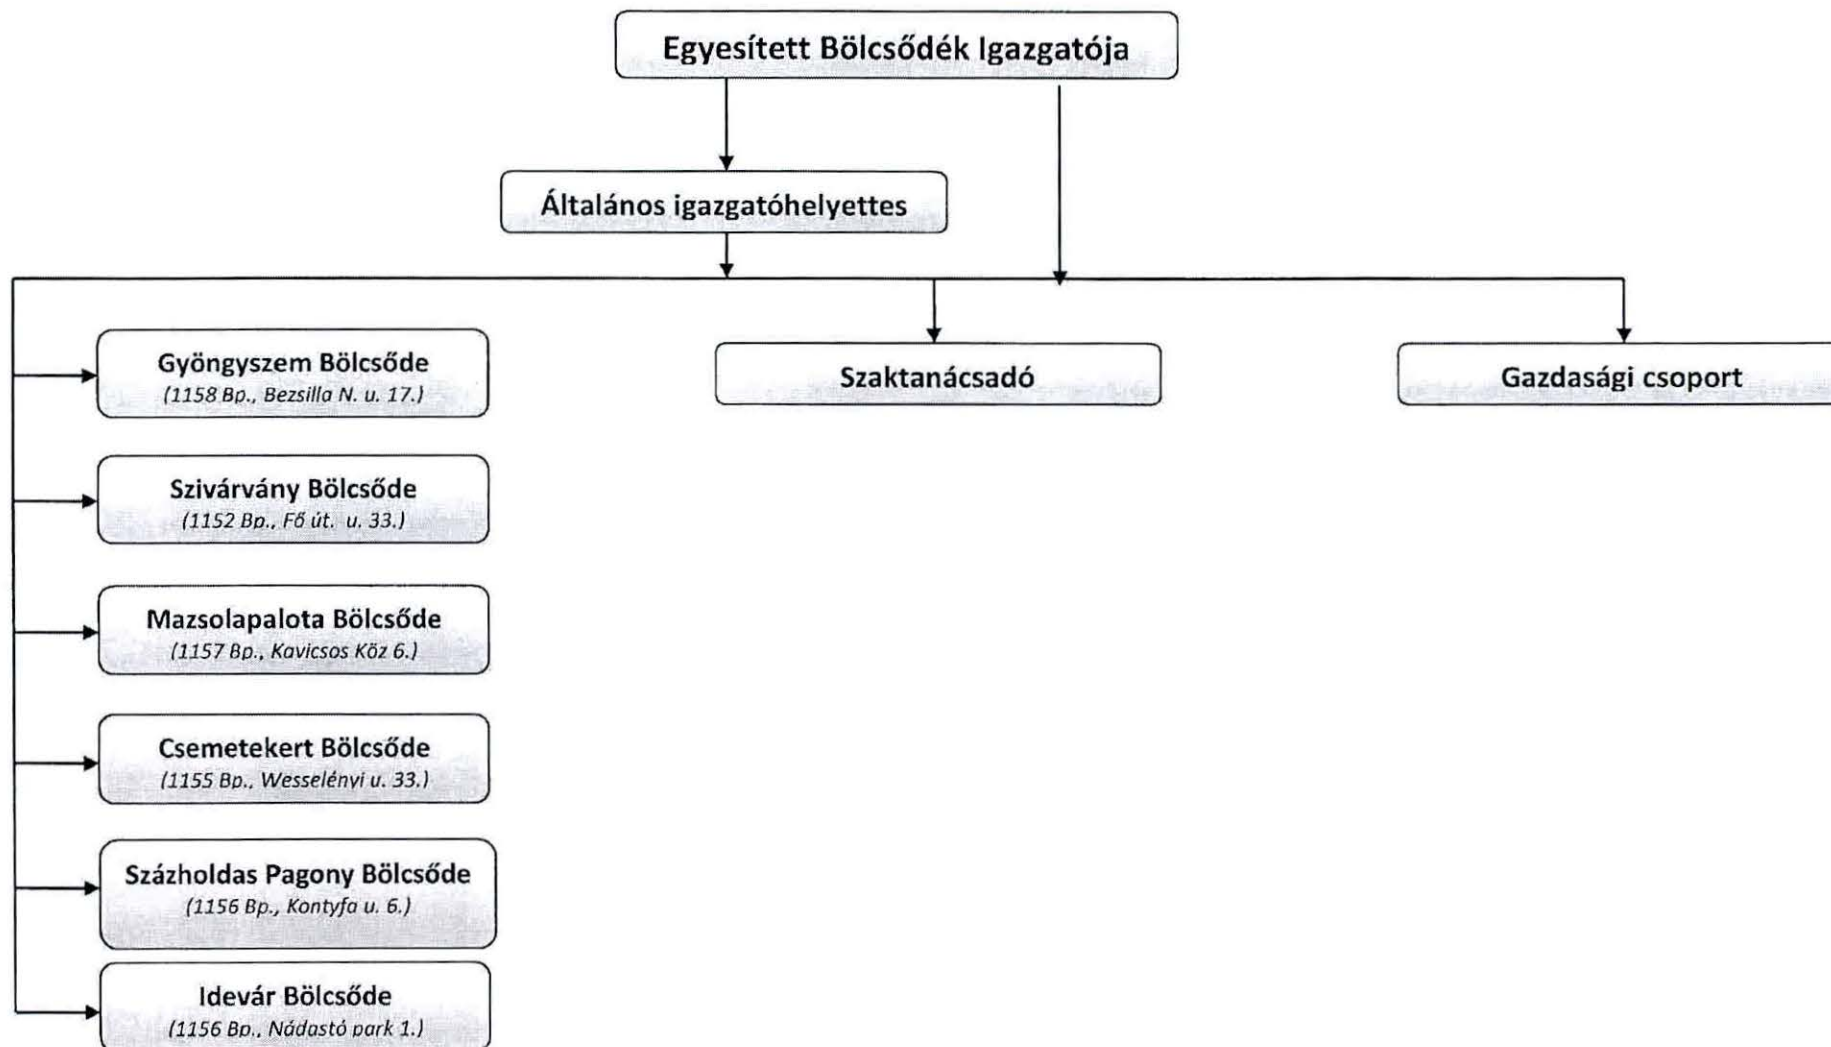 Egyesített Bölcsődék Igazgatója
Általános igazgatóhelyettes
Gyöngyszem Bölcsőde
(1158 Bp., Bezsilla N. u. 17.)
Szaktanácsadó
Gazdasági csoport
Szivárvány Bölcsőde
(1152 Bp., Fő út. u. 33.)
Mazsolapalota Bölcsőde
(1157 Bp., Kavicsos Köz 6.)
Csemetekert Bölcsőde
(1155 Bp., Wesselényi u. 33.)
Százholdas Pagony Bölcsőde
(1156 Bp., Kontyfa u. 6.)
Idevár Bölcsőde
(1156 Bp., Nádastó park 1.)